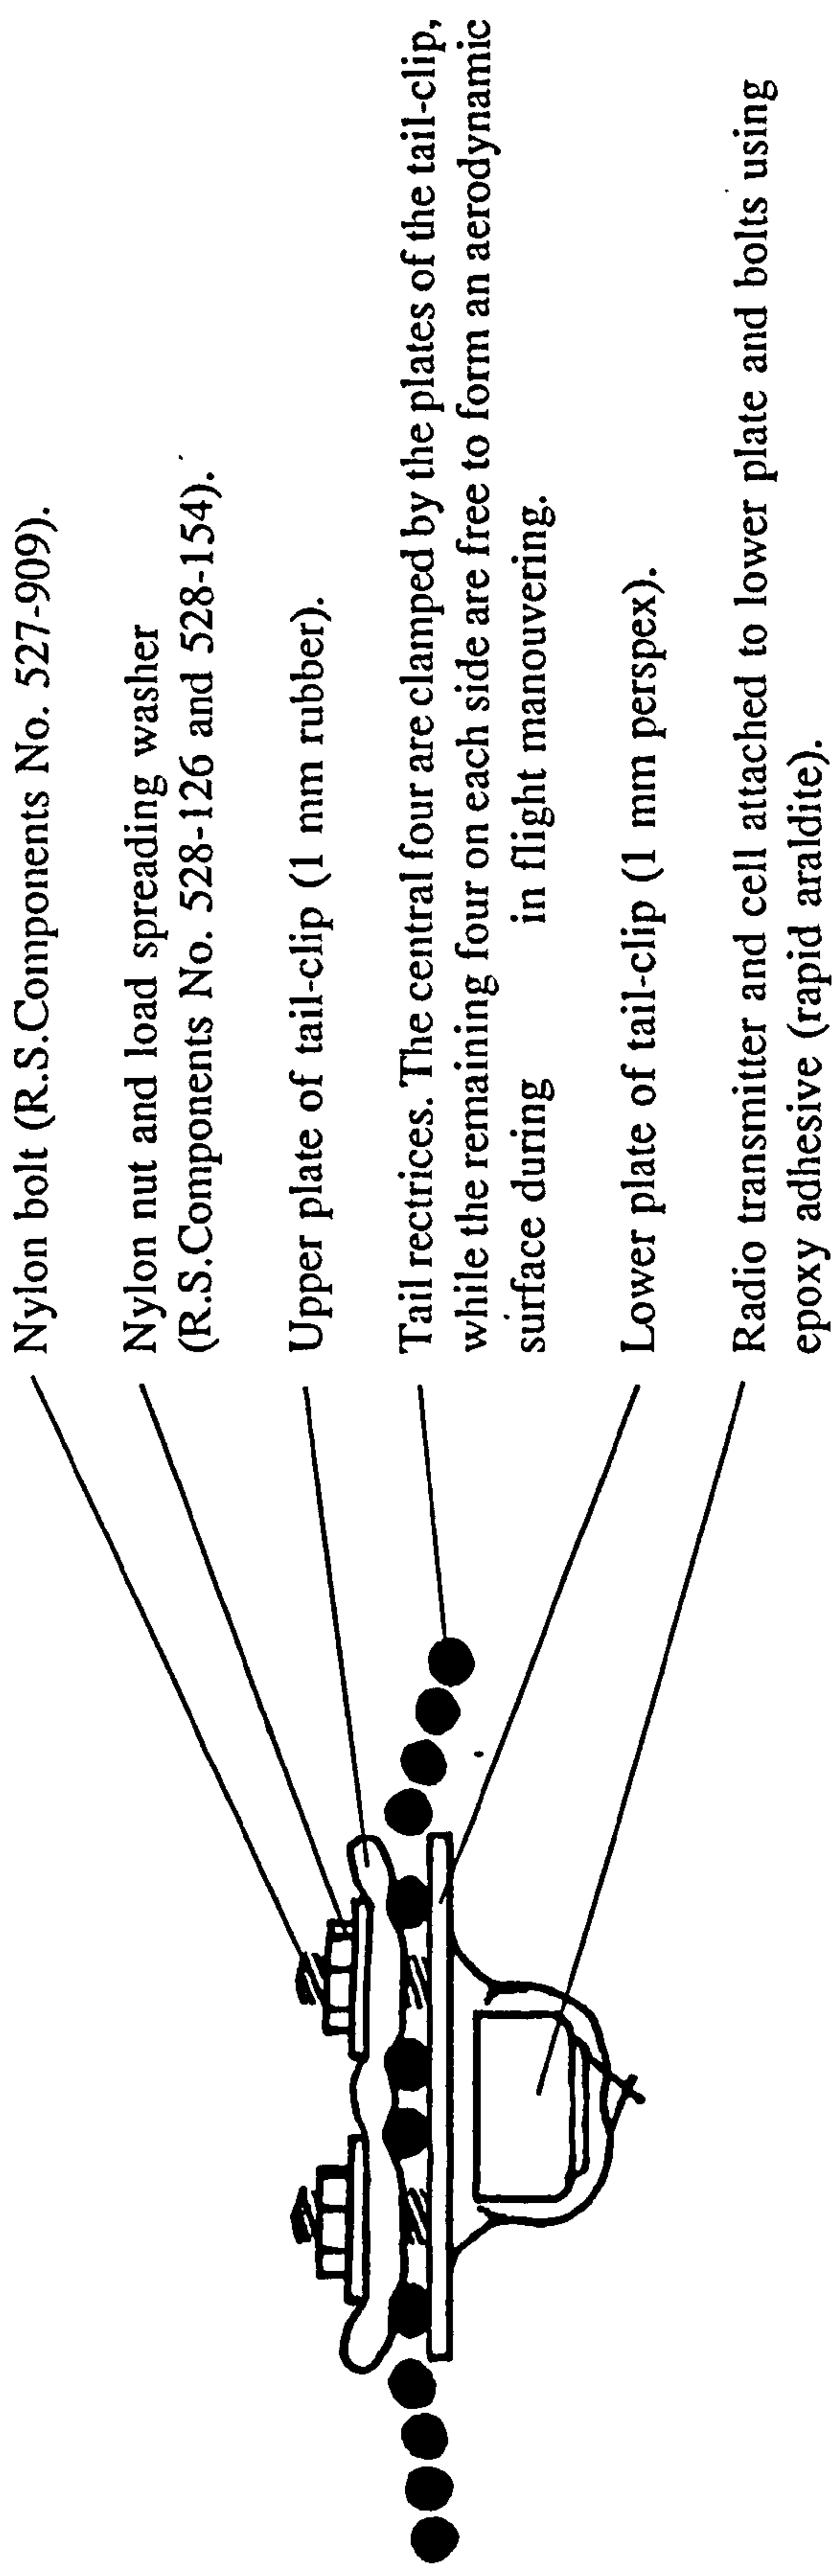 Nylon bolt (R.S.Components No. 527-909).
Nylon nut and load spreading washer
(R.S.Components No. 528-126 and 528-154).
Upper plate of tail-clip (1 mm rubber).
Tail rectrices. The central four are clamped by the plates of the tail-clip,
while the remaining four on each side are free to form an aerodynamic
surface during in flight manouvering.
Lower plate of tail-clip (1 mm perspex).
Radio transmitter and cell attached to lower plate and bolts using
epoxy adhesive (rapid araldite).